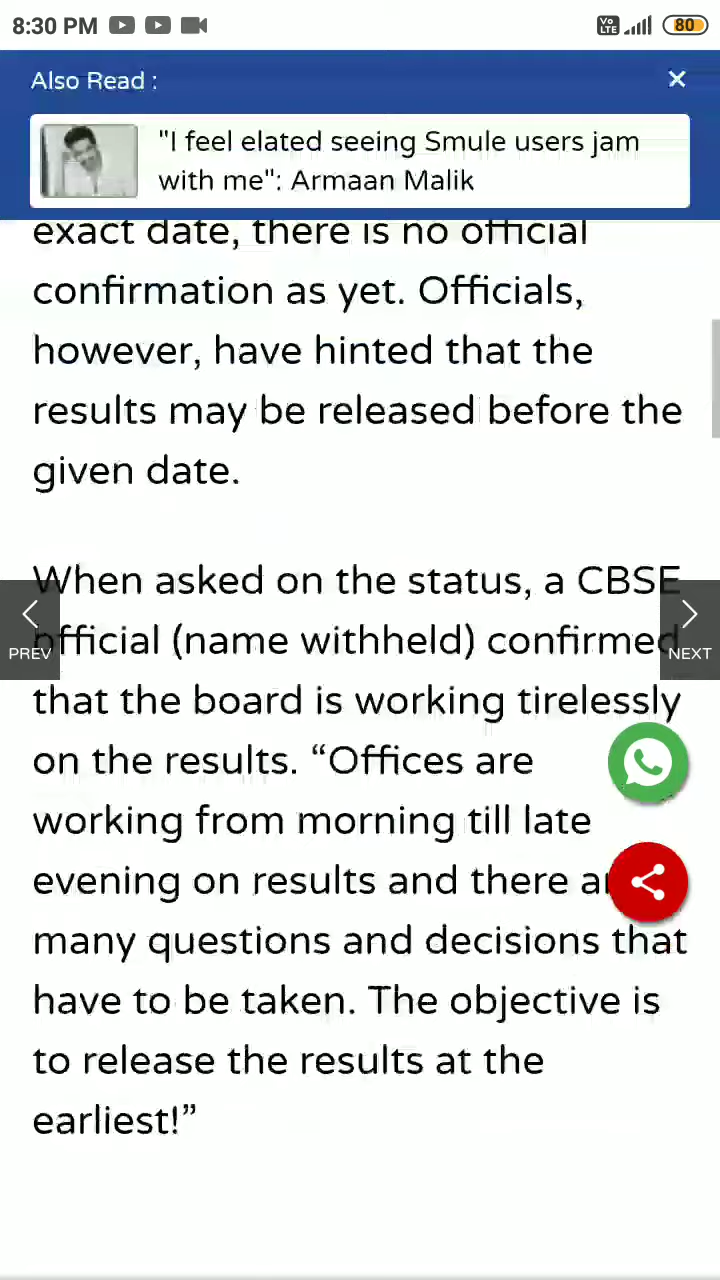 8:30 PM
Vo LTE
80
Also Read :
"I feel elated seeing Smule users jam
with me": Armaan Malik
exact date, there is no official
confirmation as yet. Officials,
however, have hinted that the
results may be released before the
given date.
When asked on the status, a CBSE
official (name withheld) confirmed
PREV
NEXT
that the board is working tirelessly
on the results. “Offices are
working from morning till late
evening on results and there are
many questions and decisions that
have to be taken. The objective is
to release the results at the
earliest!”